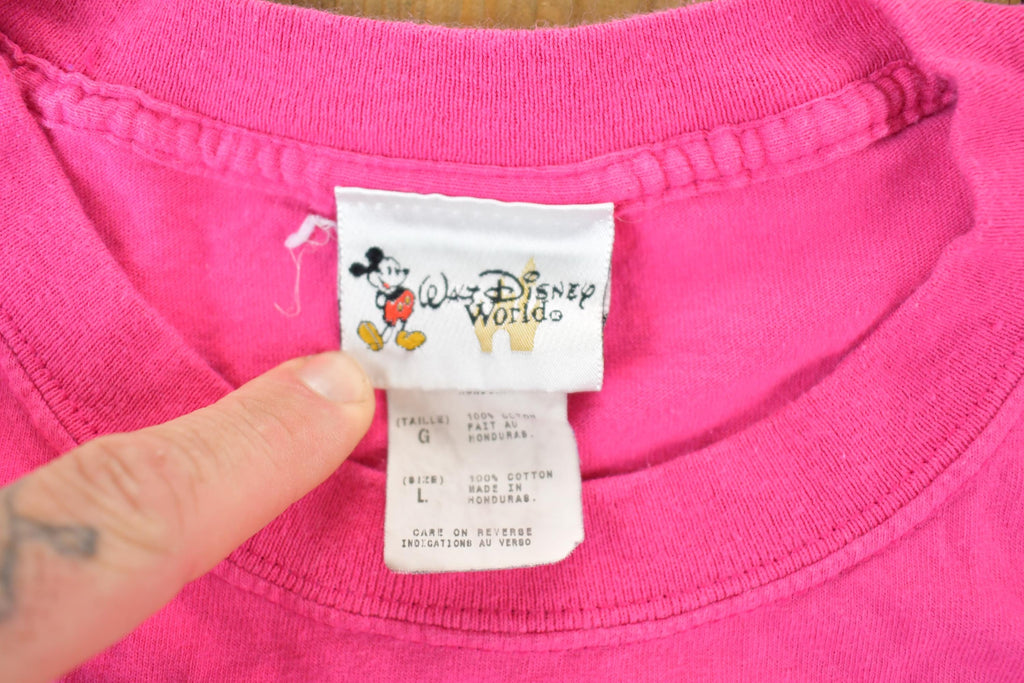 Walt Disney
World
(TAILLE) 100% COTON
G FAIT AU
HONDURAS.
(SIZE) 100% COTTON
L. MADE IN
HONDURAS.
CARE ON REVERSE
INDICATIONS AU VERSO